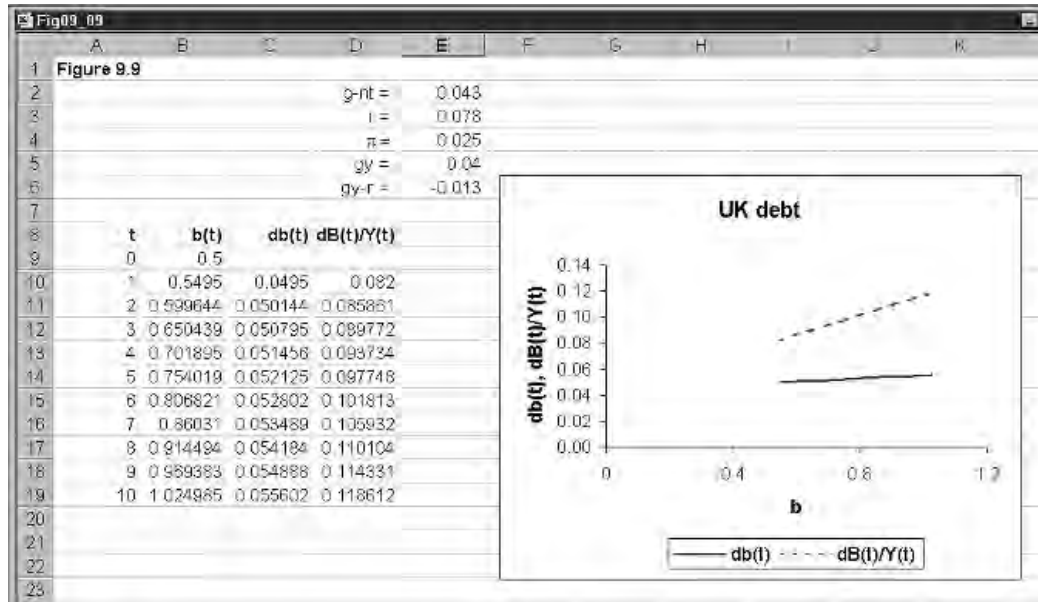 Fig09_09
A B C D E F G H I J K
1 Figure 9.9
2 g-nt = 0.043
3 i = 0.078
4 π = 0.025
5 gy = 0.04
6 gy-r = -0.013
7
8 t b(t) db(t) dB(t)/Y(t)
9 0 0.5
10 1 0.5495 0.0495 0.082
11 2 0.599644 0.050144 0.085861
12 3 0.650439 0.050795 0.089772
13 4 0.701895 0.051456 0.093734
14 5 0.754019 0.052125 0.097748
15 6 0.806821 0.052802 0.101813
16 7 0.86031 0.053489 0.105932
17 8 0.914494 0.054184 0.110104
18 9 0.969383 0.054888 0.114331
19 10 1.024985 0.055602 0.118612
20
21
22
23
UK debt
db(t), dB(t)/Y(t)
0.14
0.12
0.10
0.08
0.06
0.04
0.02
0.00
0 0.4 0.8 1.2
b
db(t) dB(t)/Y(t)